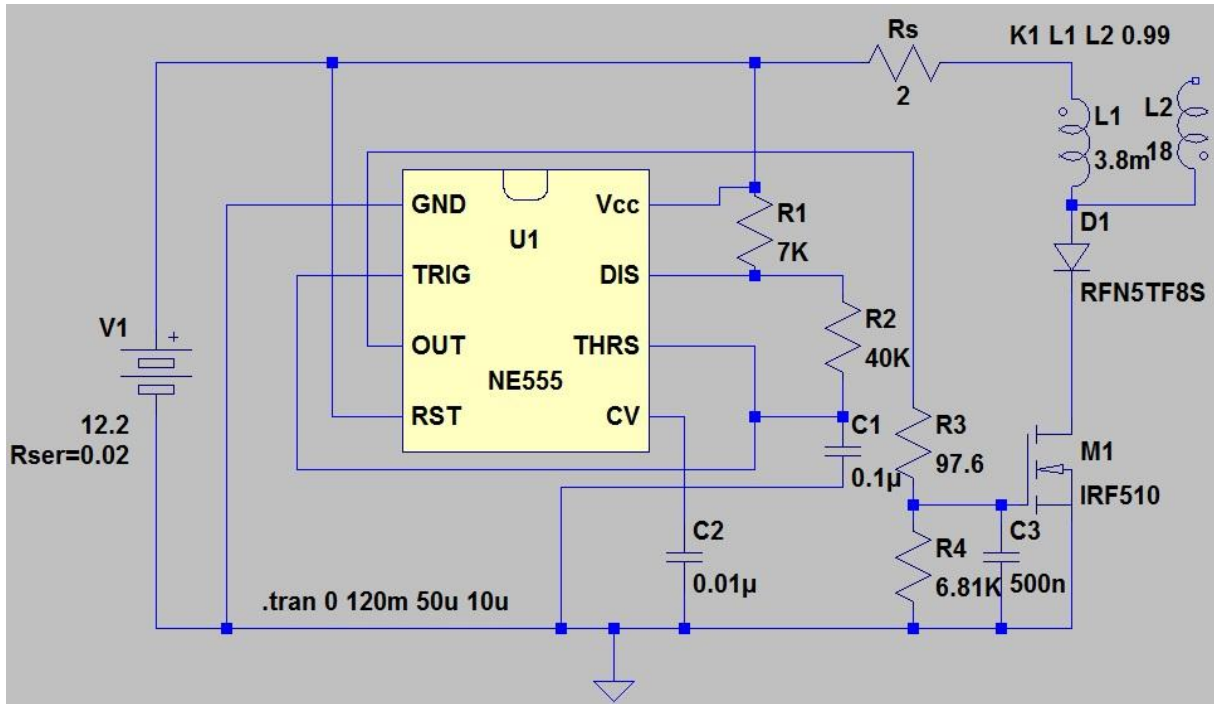 Rs
2
K1 L1 L2 0.99
L1
3.8m
L2
18
GND
Vcc
U1
R1
7K
D1
TRIG
DIS
RFN5TF8S
V1
+
R2
40K
OUT
THRS
NE555
12.2
Rser=0.02
RST
CV
C1
0.1µ
R3
97.6
M1
IRF510
C2
0.01µ
R4
6.81K
C3
500n
.tran 0 120m 50u 10u